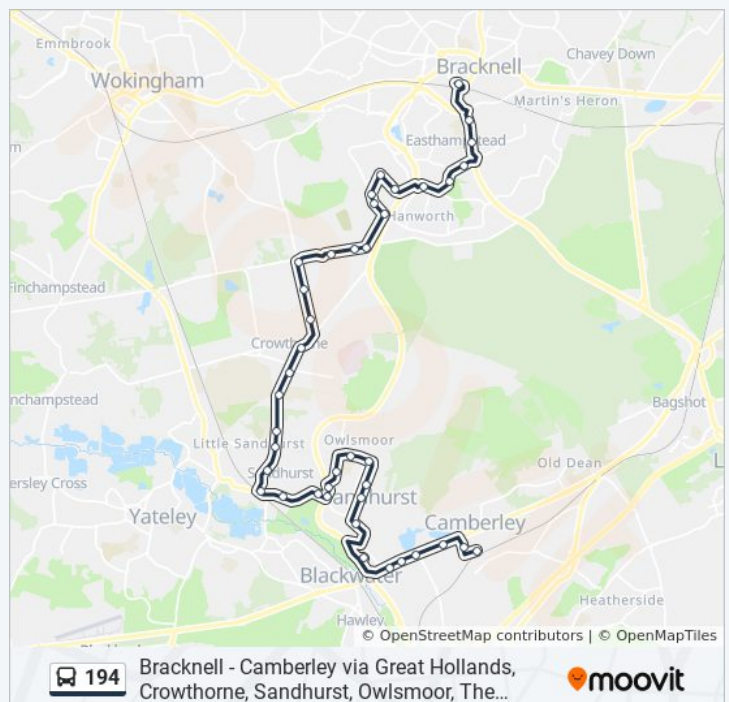 Emmbrook
Chavey Down
Bracknell
Wokingham
Martin's Heron
Easthampstead
m
Hanworth
Finchampstead
Crowthorne
nchampstead
Bagshot
Little Sandhurst
Owlsmoor
L
Old Dean
Sandhurst
ersley Cross
Sandhurst
Yateley
Camberley
Blackwater
Heatherside
Hawley
© OpenStreetMap contributors | © OpenMapTiles
194
Bracknell - Camberley via Great Hollands,
Crowthorne, Sandhurst, Owlsmoor, The…
moovit